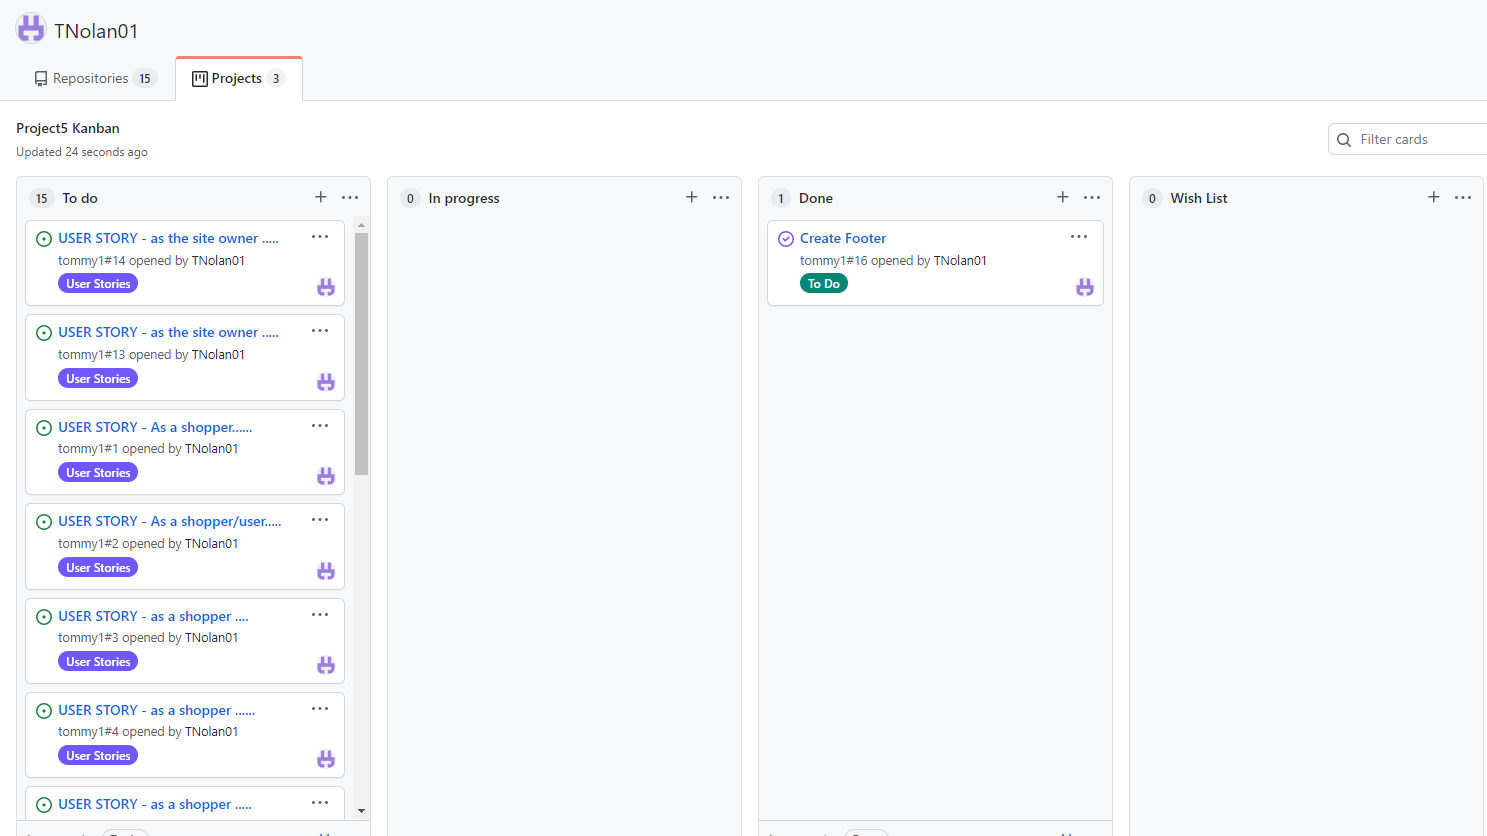 TNolan01
Repositories 15
Projects 3
Project5 Kanban
Updated 24 seconds ago
Filter cards
15 To do
USER STORY - as the site owner .....
tommy1#14 opened by TNolan01
User Stories
USER STORY - as the site owner .....
tommy1#13 opened by TNolan01
User Stories
USER STORY - As a shopper......
tommy1#1 opened by TNolan01
User Stories
USER STORY - As a shopper/user.....
tommy1#2 opened by TNolan01
User Stories
USER STORY - as a shopper ....
tommy1#3 opened by TNolan01
User Stories
USER STORY - as a shopper ......
tommy1#4 opened by TNolan01
User Stories
USER STORY - as a shopper .....
0 In progress
1 Done
Create Footer
tommy1#16 opened by TNolan01
To Do
0 Wish List